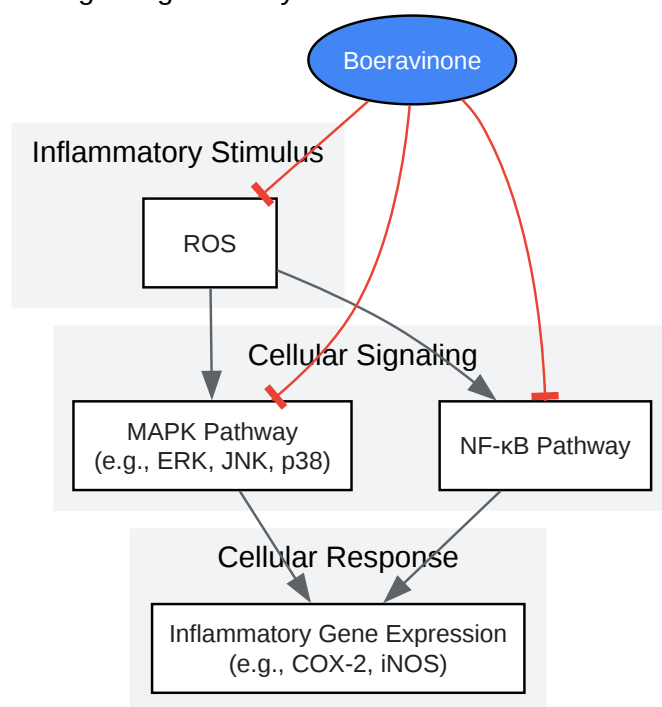 Boeravinone
Inflammatory Stimulus
ROS
Cellular Signaling
MAPK Pathway
(e.g., ERK, JNK, p38)
NF-κB Pathway
Cellular Response
Inflammatory Gene Expression
(e.g., COX-2, iNOS)